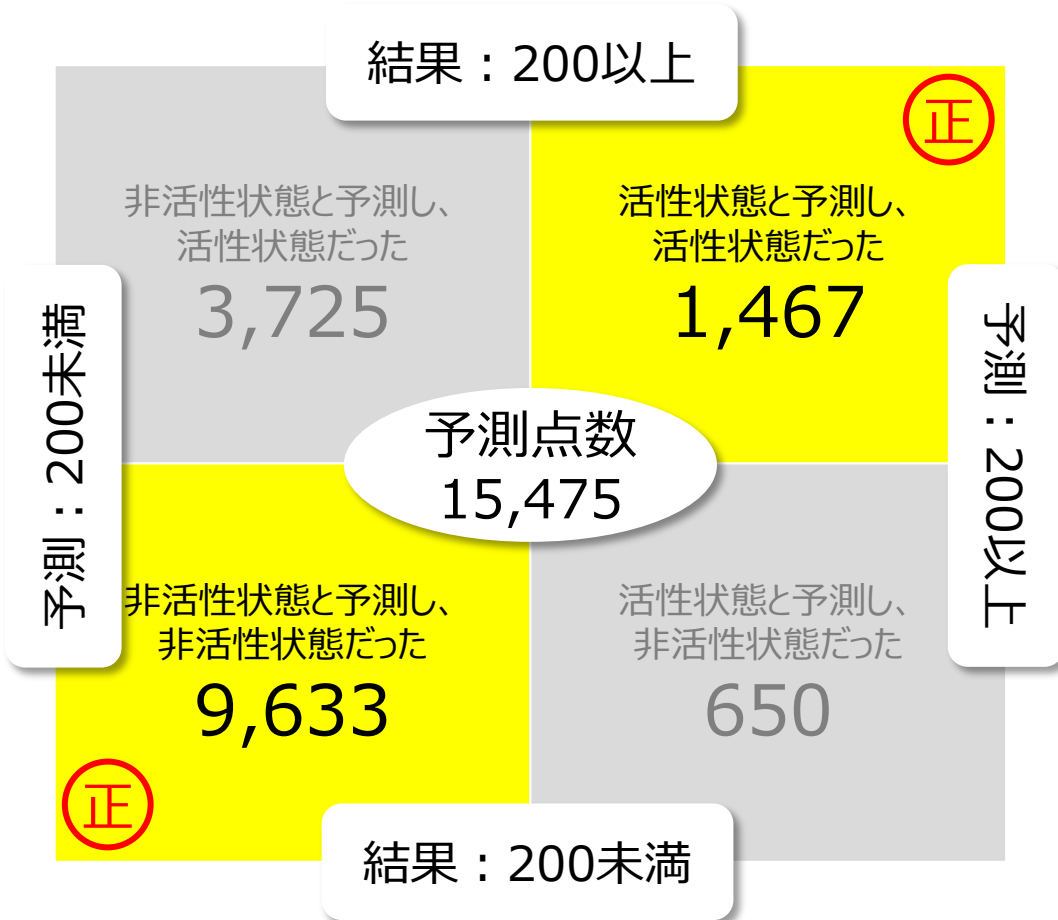 結果：200以上
正
非活性状態と予測し、
活性状態だった
3,725
活性状態と予測し、
活性状態だった
1,467
予測：200未満
予測：200以上
予測点数
15,475
非活性状態と予測し、
非活性状態だった
9,633
活性状態と予測し、
非活性状態だった
650
正
結果：200未満